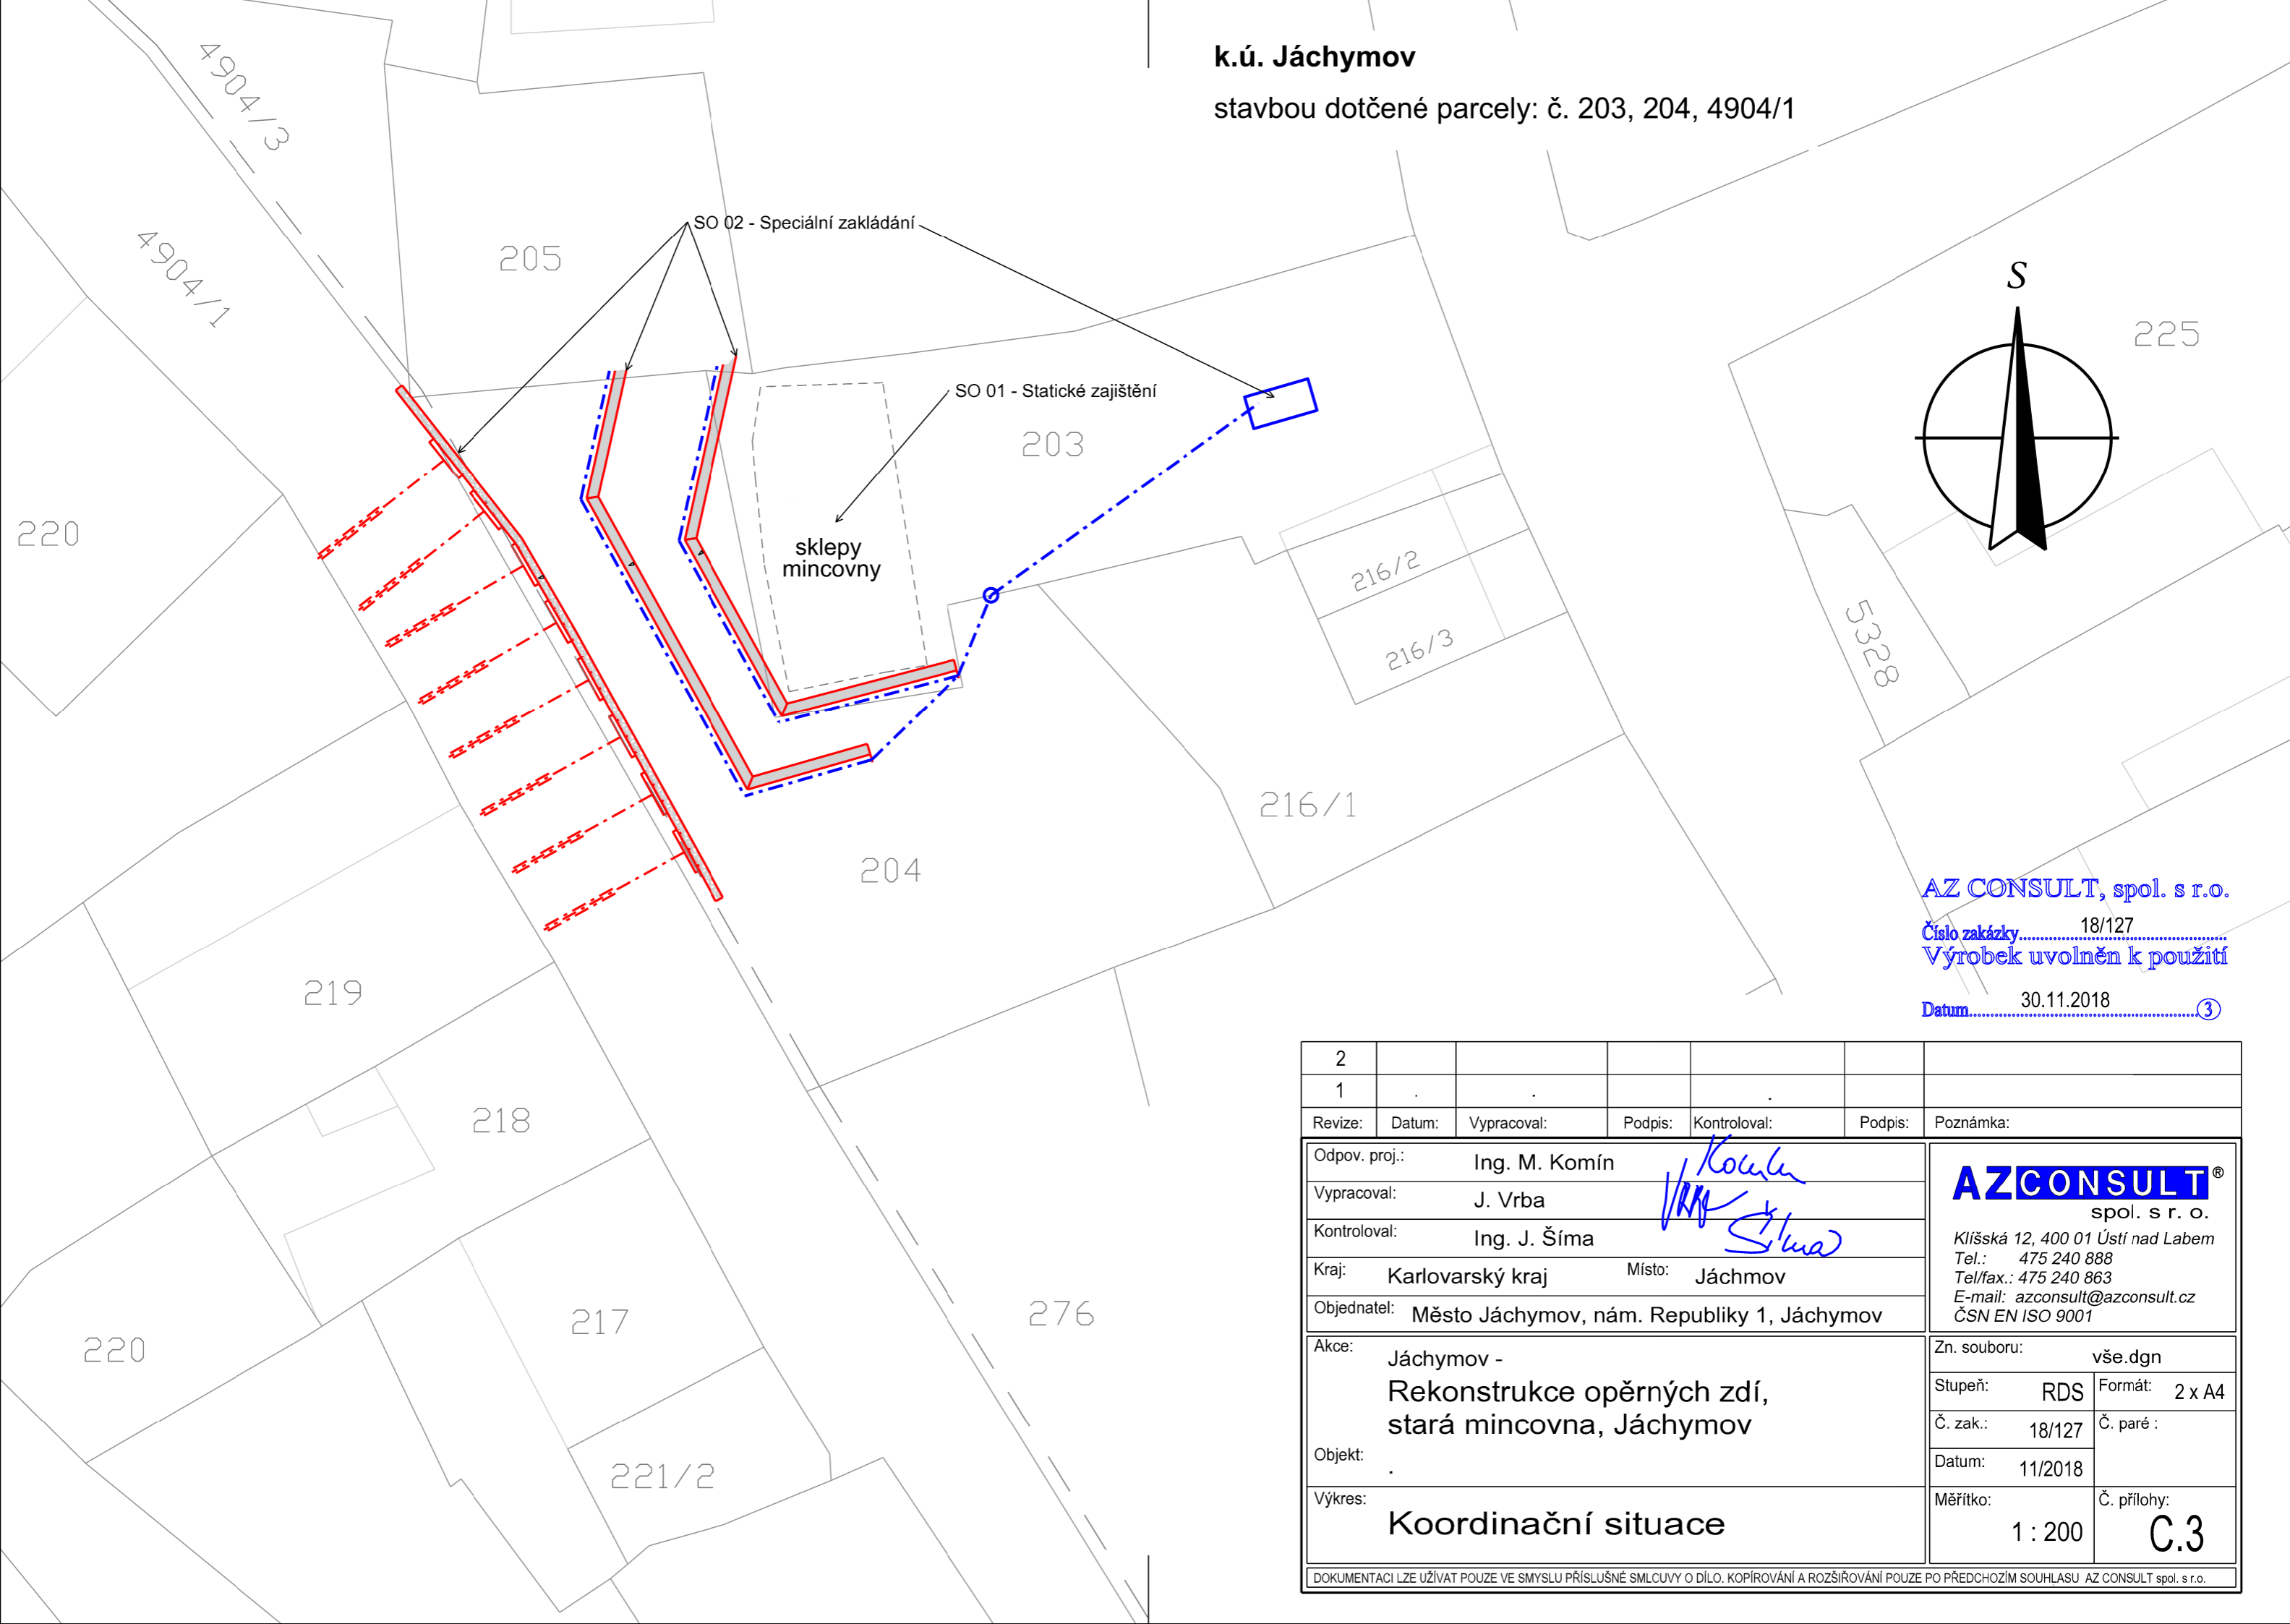 k.ú. Jáchymov
stavbou dotčené parcely: č. 203, 204, 4904/1
4904/3
4904/1
205
SO 02 - Speciální zakládání
SO 01 - Statické zajištění
S
225
203
220
sklepy
mincovny
216/2
216/3
5328
216/1
204
219
218
217
220
276
221/2
AZ CONSULT, spol. s r.o.
Číslo zakázky 18/127
Výrobek uvolněn k použití
Datum 30.11.2018 3
2
1 . . .
Revize: Datum: Vypracoval: Podpis: Kontroloval: Podpis: Poznámka:
Odpov. proj.: Ing. M. Komín
Vypracoval: J. Vrba
Kontroloval: Ing. J. Šíma
Komín
Vrba
Šíma
Kraj: Karlovarský kraj Místo: Jáchmov
Objednatel: Město Jáchymov, nám. Republiky 1, Jáchymov
AZ CONSULT ®
spol. s r. o.
Klíšská 12, 400 01 Ústí nad Labem
Tel.: 475 240 888
Tel/fax.: 475 240 863
E-mail: azconsult@azconsult.cz
ČSN EN ISO 9001
Akce: Jáchymov -
Rekonstrukce opěrných zdí,
stará mincovna, Jáchymov
Objekt: .
Výkres: Koordinační situace
Zn. souboru: vše.dgn
Stupeň: RDS Formát: 2 x A4
Č. zak.: 18/127 Č. paré :
Datum: 11/2018
Měřítko: 1 : 200 Č. přílohy: C.3
DOKUMENTACI LZE UŽÍVAT POUZE VE SMYSLU PŘÍSLUŠNÉ SMLCUVY O DÍLO. KOPÍROVÁNÍ A ROZŠIŘOVÁNÍ POUZE PO PŘEDCHOZÍM SOUHLASU AZ CONSULT spol. s r.o.